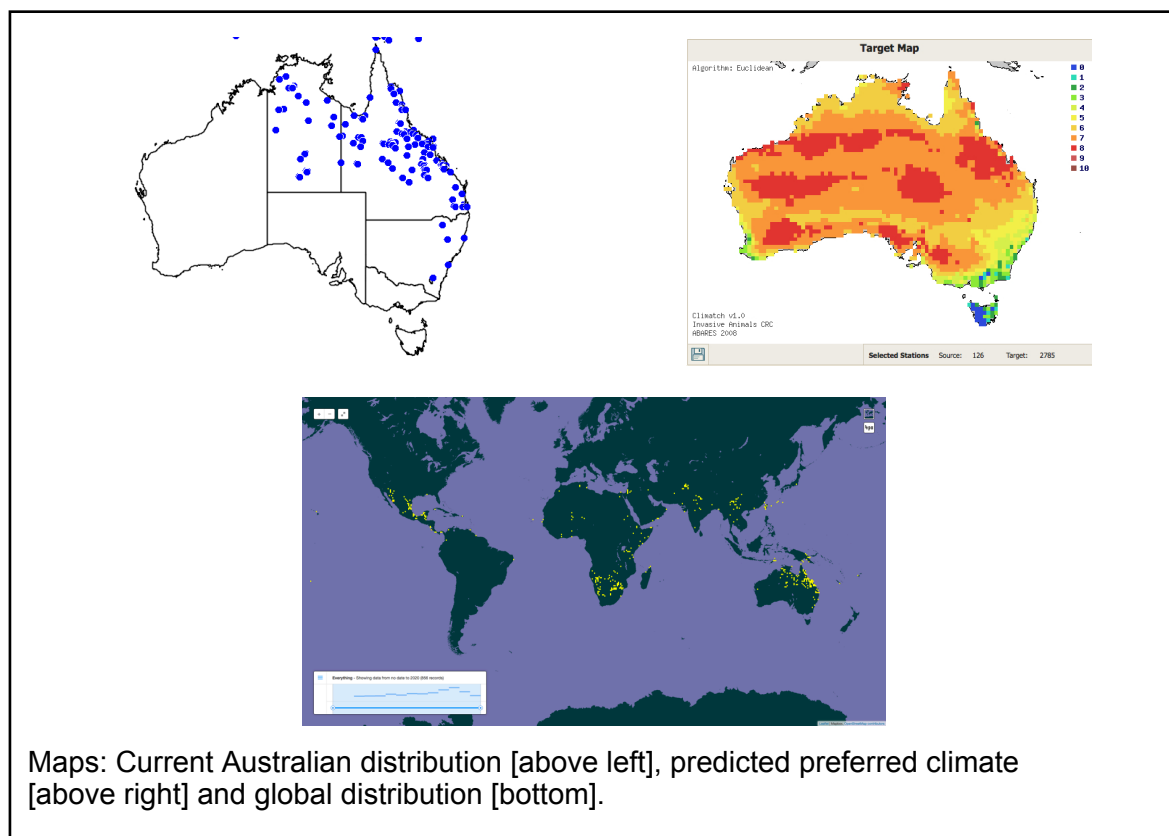 Target Map
Algorithm: Euclidean
0
1
2
3
4
5
6
7
8
9
10
Climatch v1.0
Invasive Animals CRC
ABARES 2008
Selected Stations Source: 126 Target: 2785
Maps: Current Australian distribution [above left], predicted preferred climate
[above right] and global distribution [bottom].